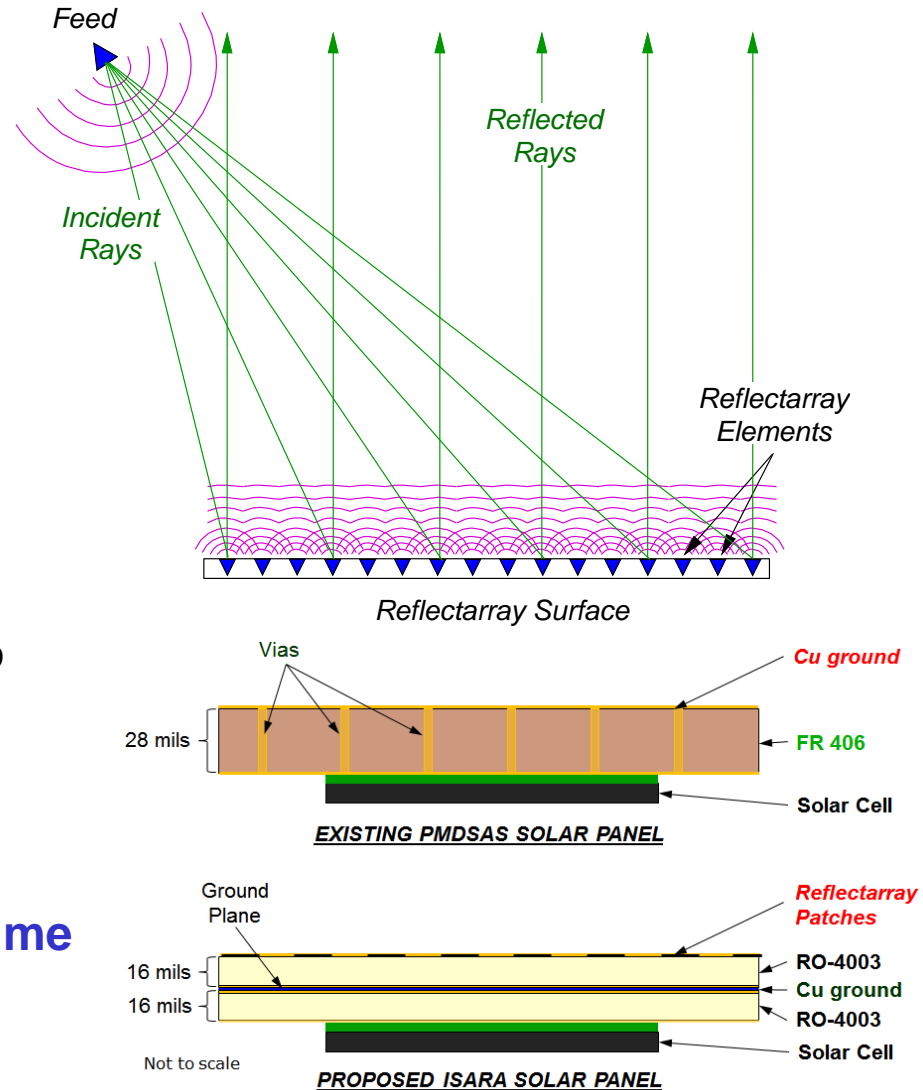 Feed
Reflected
Rays
Incident
Rays
Reflectarray
Elements
Reflectarray Surface
Vias
Cu ground
28 mils
FR 406
Solar Cell
EXISTING PMDSAS SOLAR PANEL
Ground
Plane
Reflectarray
Patches
me
16 mils
RO-4003
Cu ground
16 mils
RO-4003
Solar Cell
Not to scale
PROPOSED ISARA SOLAR PANEL